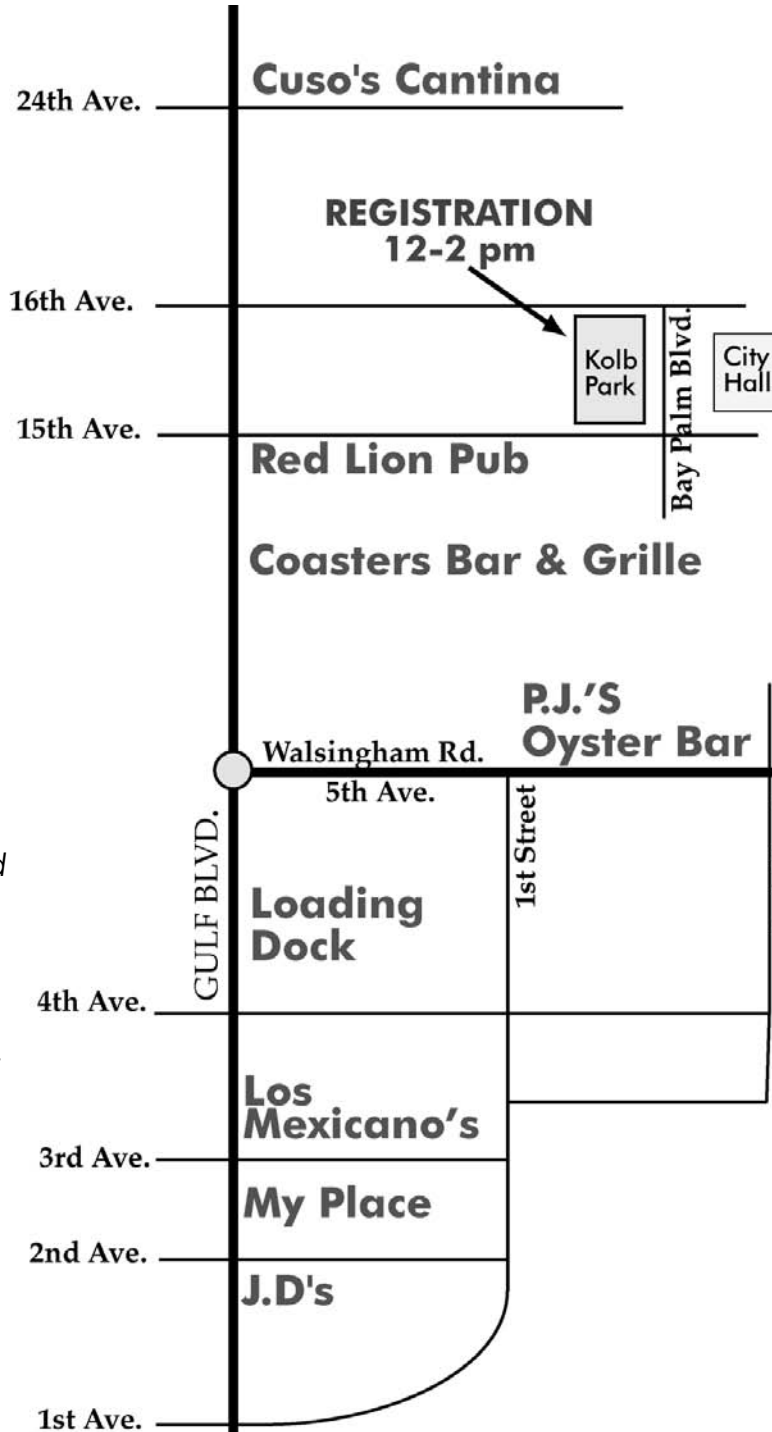 Cuso's Cantina
24th Ave.
REGISTRATION
12-2 pm
16th Ave.
Kolb
Park
Bay Palm Blvd.
City
Hall
15th Ave.
Red Lion Pub
Coasters Bar & Grille
P.J.'S
Oyster Bar
Walsingham Rd.
5th Ave.
GULF BLVD.
1st Street
d
Loading
Dock
4th Ave.
Los
Mexicano's
3rd Ave.
My Place
2nd Ave.
J.D's
1st Ave.